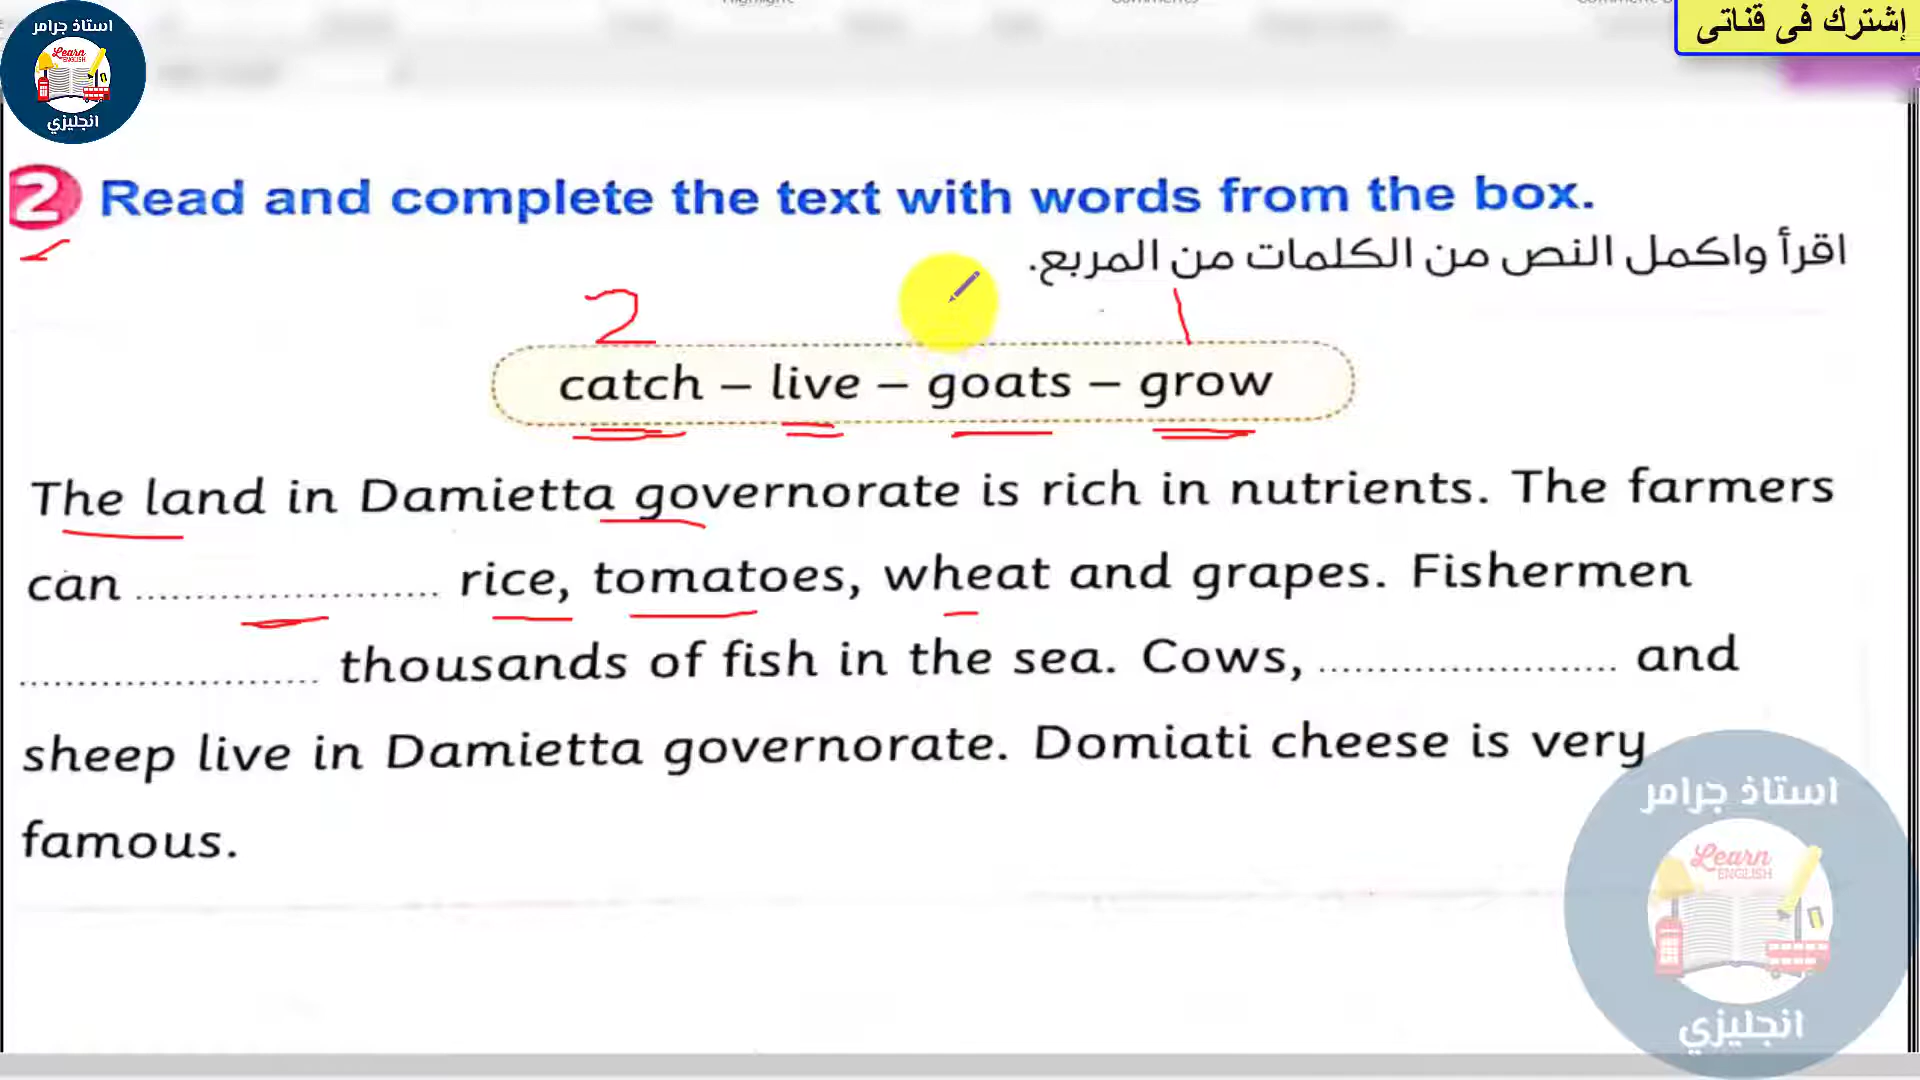 استاذ جرامر
Learn
ENGLISH
انجليزي
إشترك فى قناتى
2 Read and complete the text with words from the box.
اقرأ واكمل النص من الكلمات من المربع.
2
1
catch – live – goats – grow
The land in Damietta governorate is rich in nutrients. The farmers
can ........................ rice, tomatoes, wheat and grapes. Fishermen
........................ thousands of fish in the sea. Cows, ........................ and
sheep live in Damietta governorate. Domiati cheese is very
famous.
استاذ جرامر
Learn
ENGLISH
انجليزي